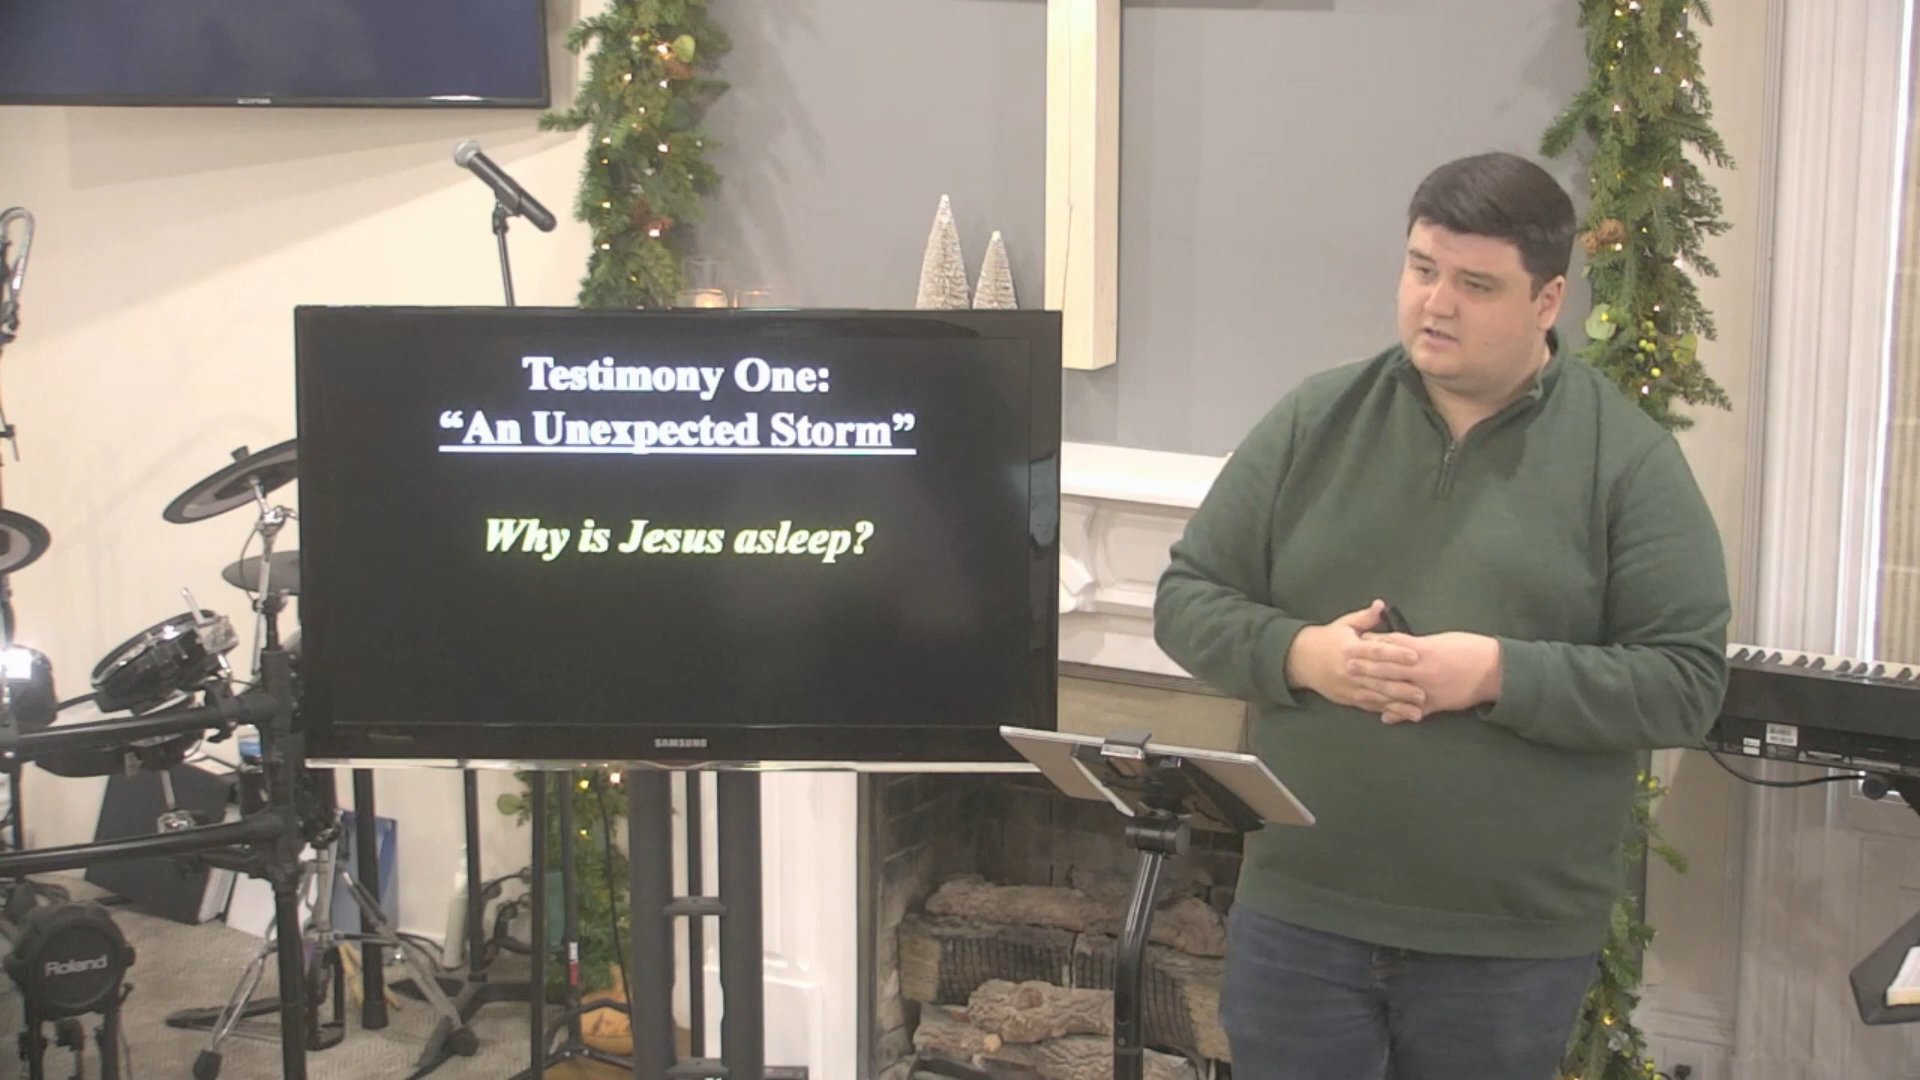 Testimony One:
“An Unexpected Storm”
Why is Jesus asleep?
SAMSUNG
Roland